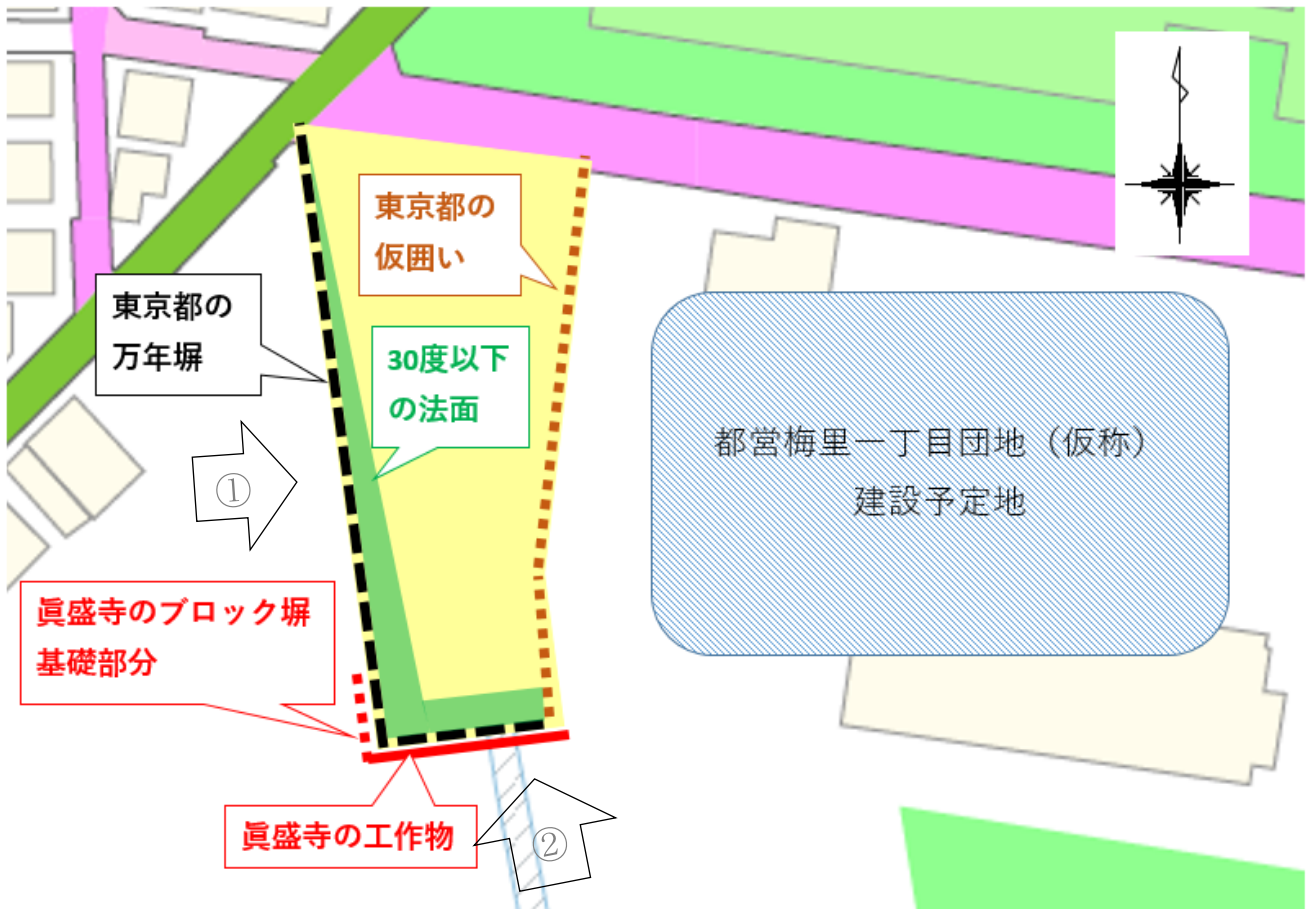 東京都の
仮囲い
東京都の
万年塀
30度以下
の法面
都営梅里一丁目団地（仮称）
建設予定地
①
眞盛寺のブロック塀
基礎部分
眞盛寺の工作物
②